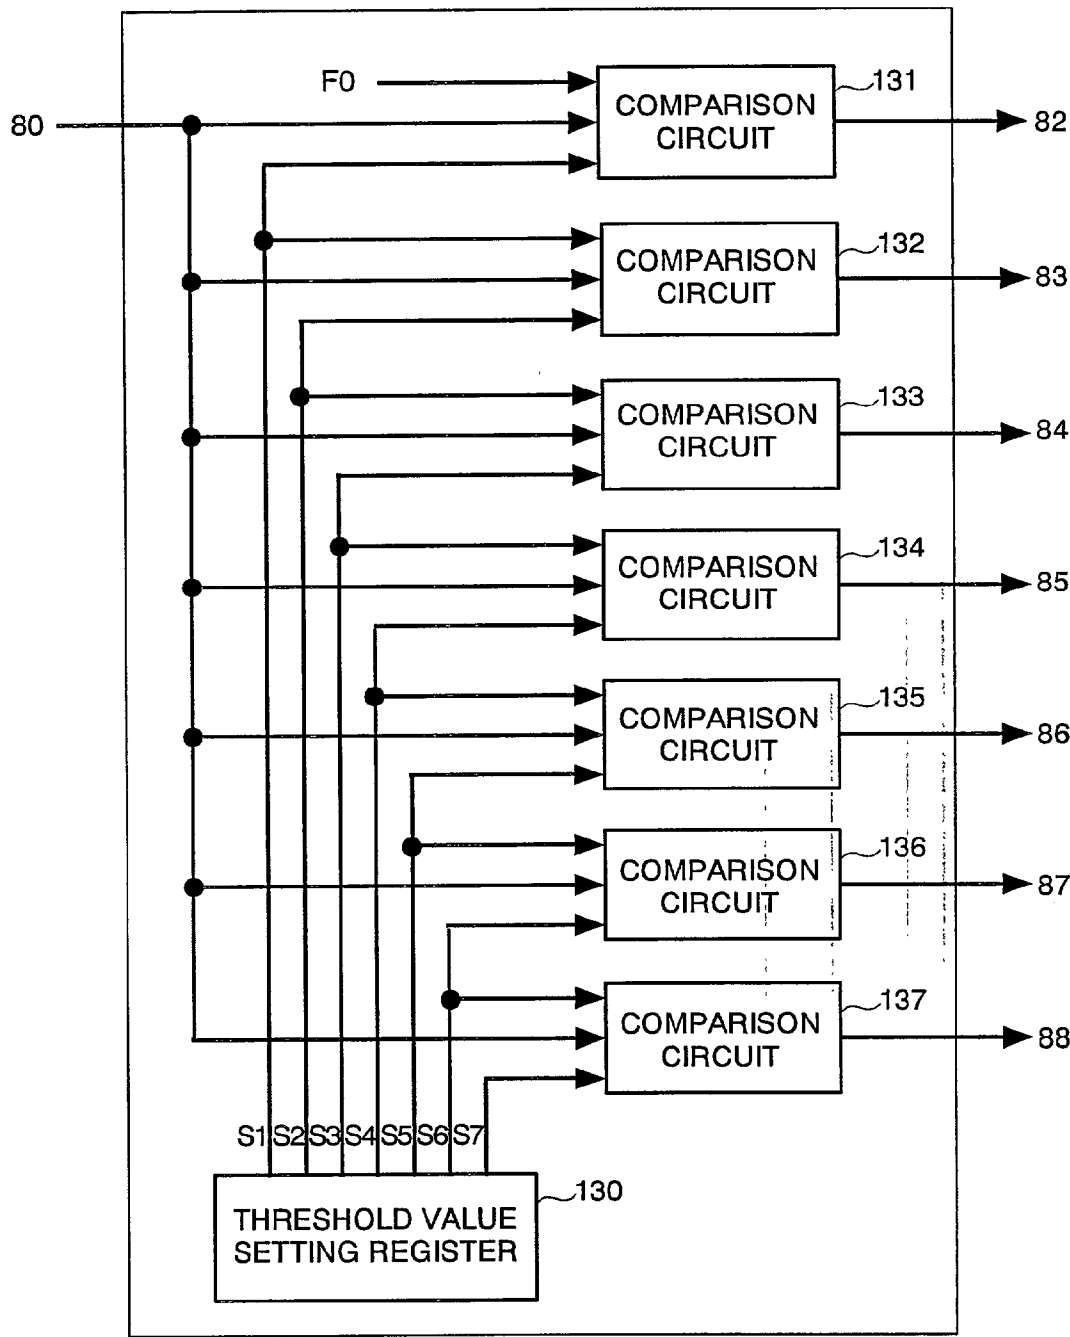 F0
COMPARISON CIRCUIT
131
80
82
COMPARISON CIRCUIT
132
83
COMPARISON CIRCUIT
133
84
COMPARISON CIRCUIT
134
85
COMPARISON CIRCUIT
135
86
COMPARISON CIRCUIT
136
87
COMPARISON CIRCUIT
137
88
S1 S2 S3 S4 S5 S6 S7
THRESHOLD VALUE
SETTING REGISTER
130